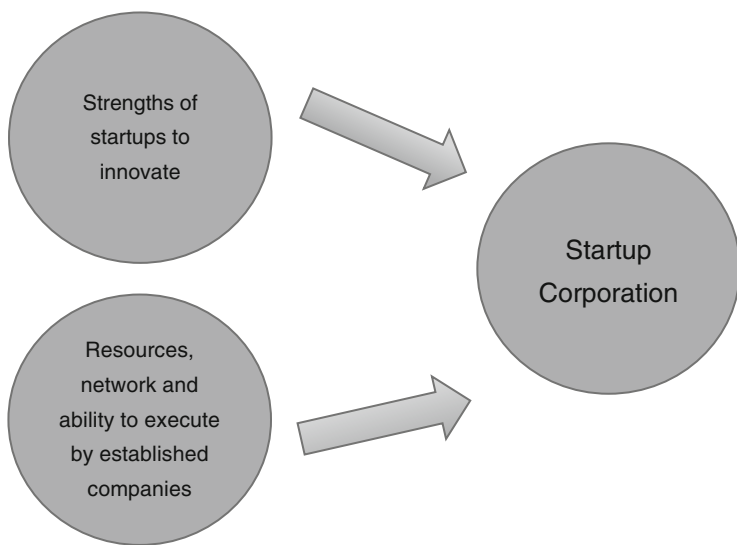 Strengths of
startups to
innovate
Resources,
network and
ability to execute
by established
companies
Startup
Corporation